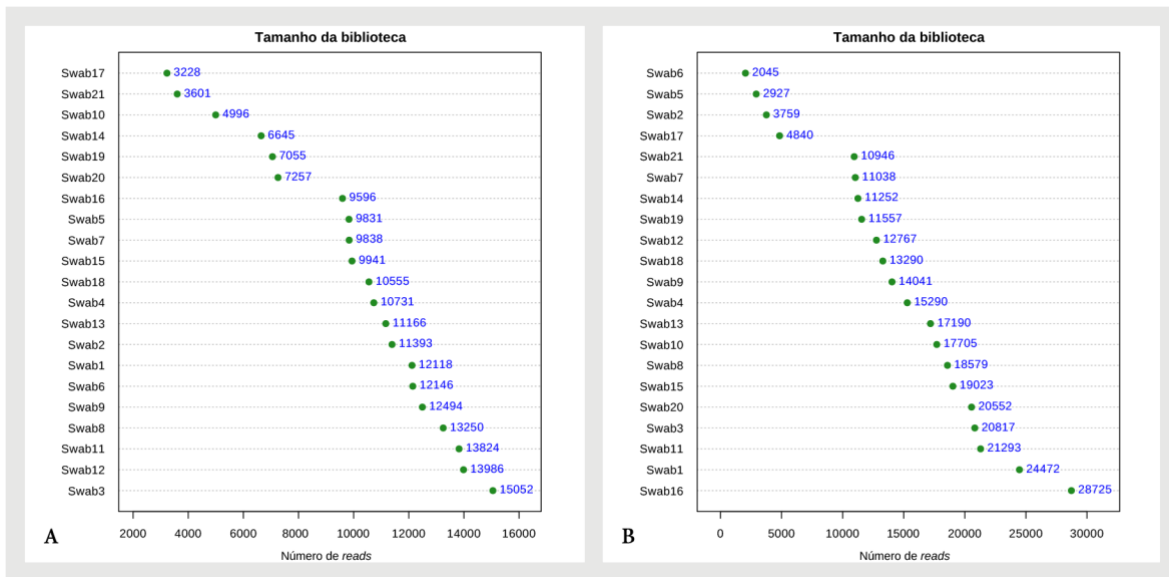 Tamanho da biblioteca
Swab17 3228
Swab21 3601
Swab10 4996
Swab14 6645
Swab19 7055
Swab20 7257
Swab16 9596
Swab5 9831
Swab7 9838
Swab15 9941
Swab18 10555
Swab4 10731
Swab13 11166
Swab2 11393
Swab1 12118
Swab6 12146
Swab9 12494
Swab8 13250
Swab11 13824
Swab12 13986
Swab3 15052
2000 4000 6000 8000 10000 12000 14000 16000
A
Número de reads
Tamanho da biblioteca
Swab6 2045
Swab5 2927
Swab2 3759
Swab17 4840
Swab21 10946
Swab7 11038
Swab14 11252
Swab19 11557
Swab12 12767
Swab18 13290
Swab9 14041
Swab4 15290
Swab13 17190
Swab10 17705
Swab8 18579
Swab15 19023
Swab20 20552
Swab3 20817
Swab11 21293
Swab1 24472
Swab16 28725
0 5000 10000 15000 20000 25000 30000
B
Número de reads